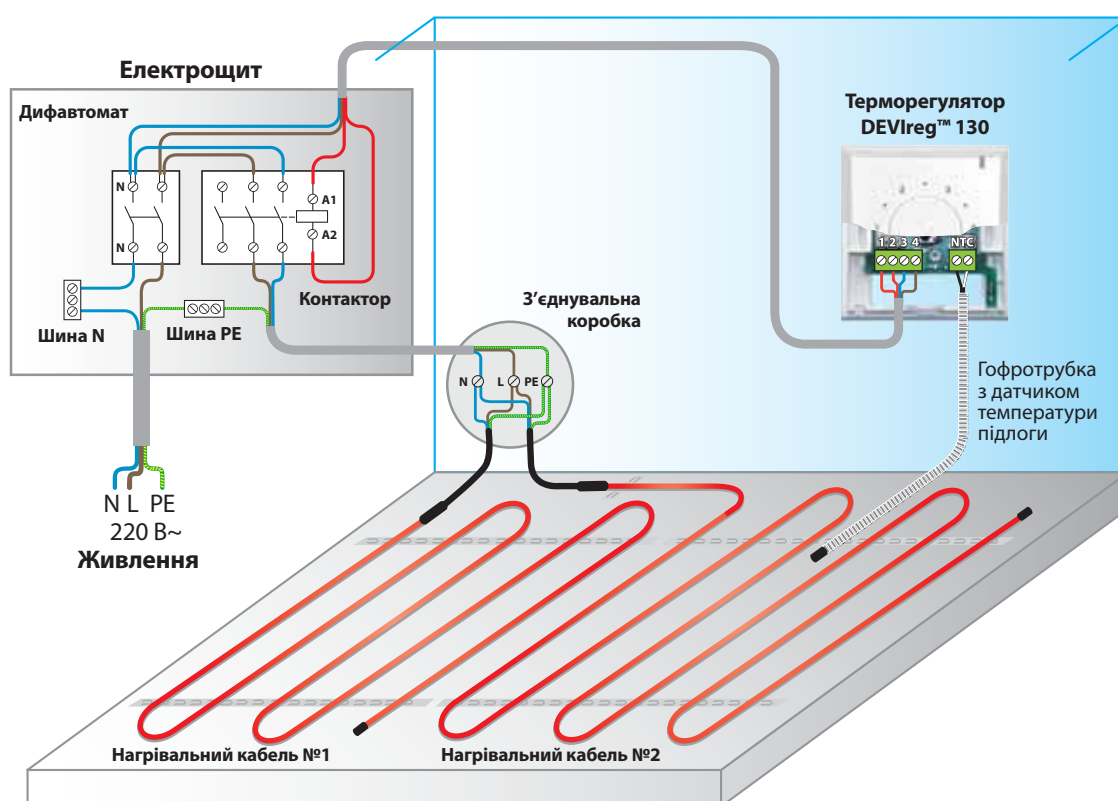 Електрощит
Дифавтомат
N
N
A1
A2
Контактор
Шина N
Шина PE
N L PE
220 В~
Живлення
З’єднувальна
коробка
N L PE
Терморегулятор
DEVIreg™ 130
1 2 3 4 NTC
Гофротрубка
з датчиком
температури
підлоги
Нагрівальний кабель №1
Нагрівальний кабель №2